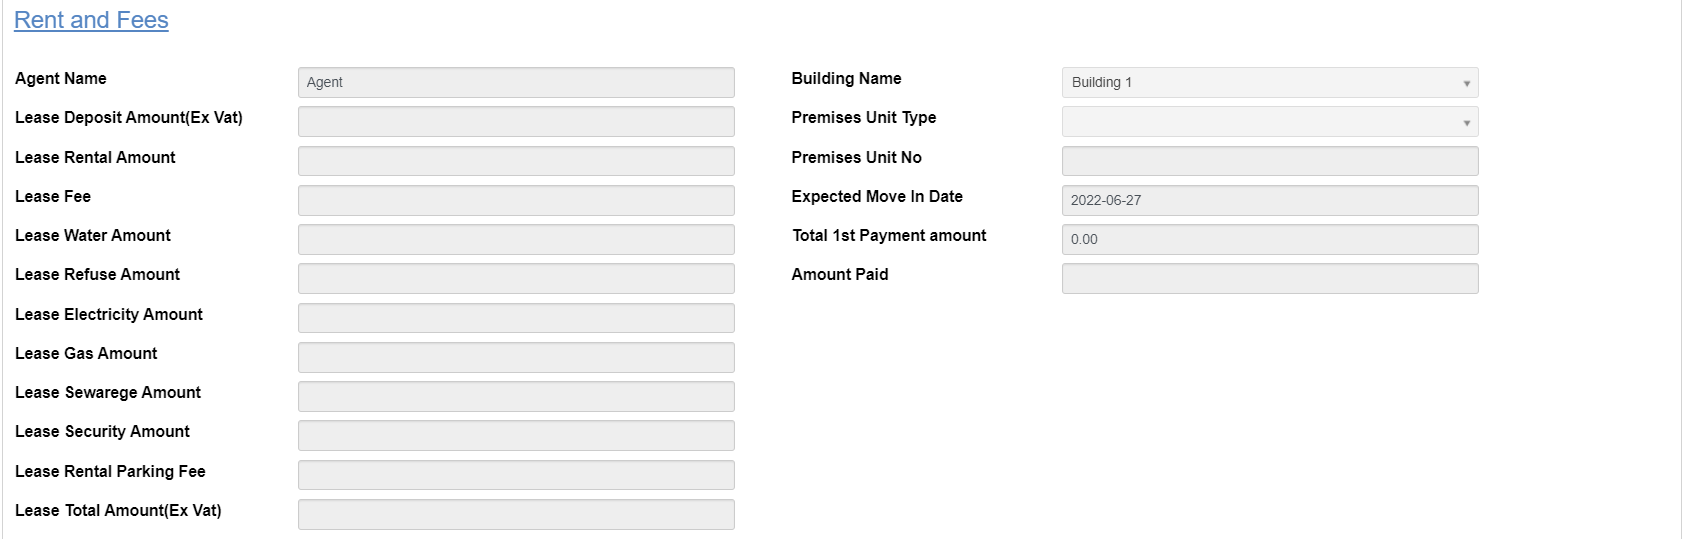 Rent and Fees
Agent Name Agent Building Name Building 1
Lease Deposit Amount(Ex Vat) Premises Unit Type
Lease Rental Amount Premises Unit No
Lease Fee Expected Move In Date 2022-06-27
Lease Water Amount Total 1st Payment amount 0.00
Lease Refuse Amount Amount Paid
Lease Electricity Amount
Lease Gas Amount
Lease Sewarege Amount
Lease Security Amount
Lease Rental Parking Fee
Lease Total Amount(Ex Vat)